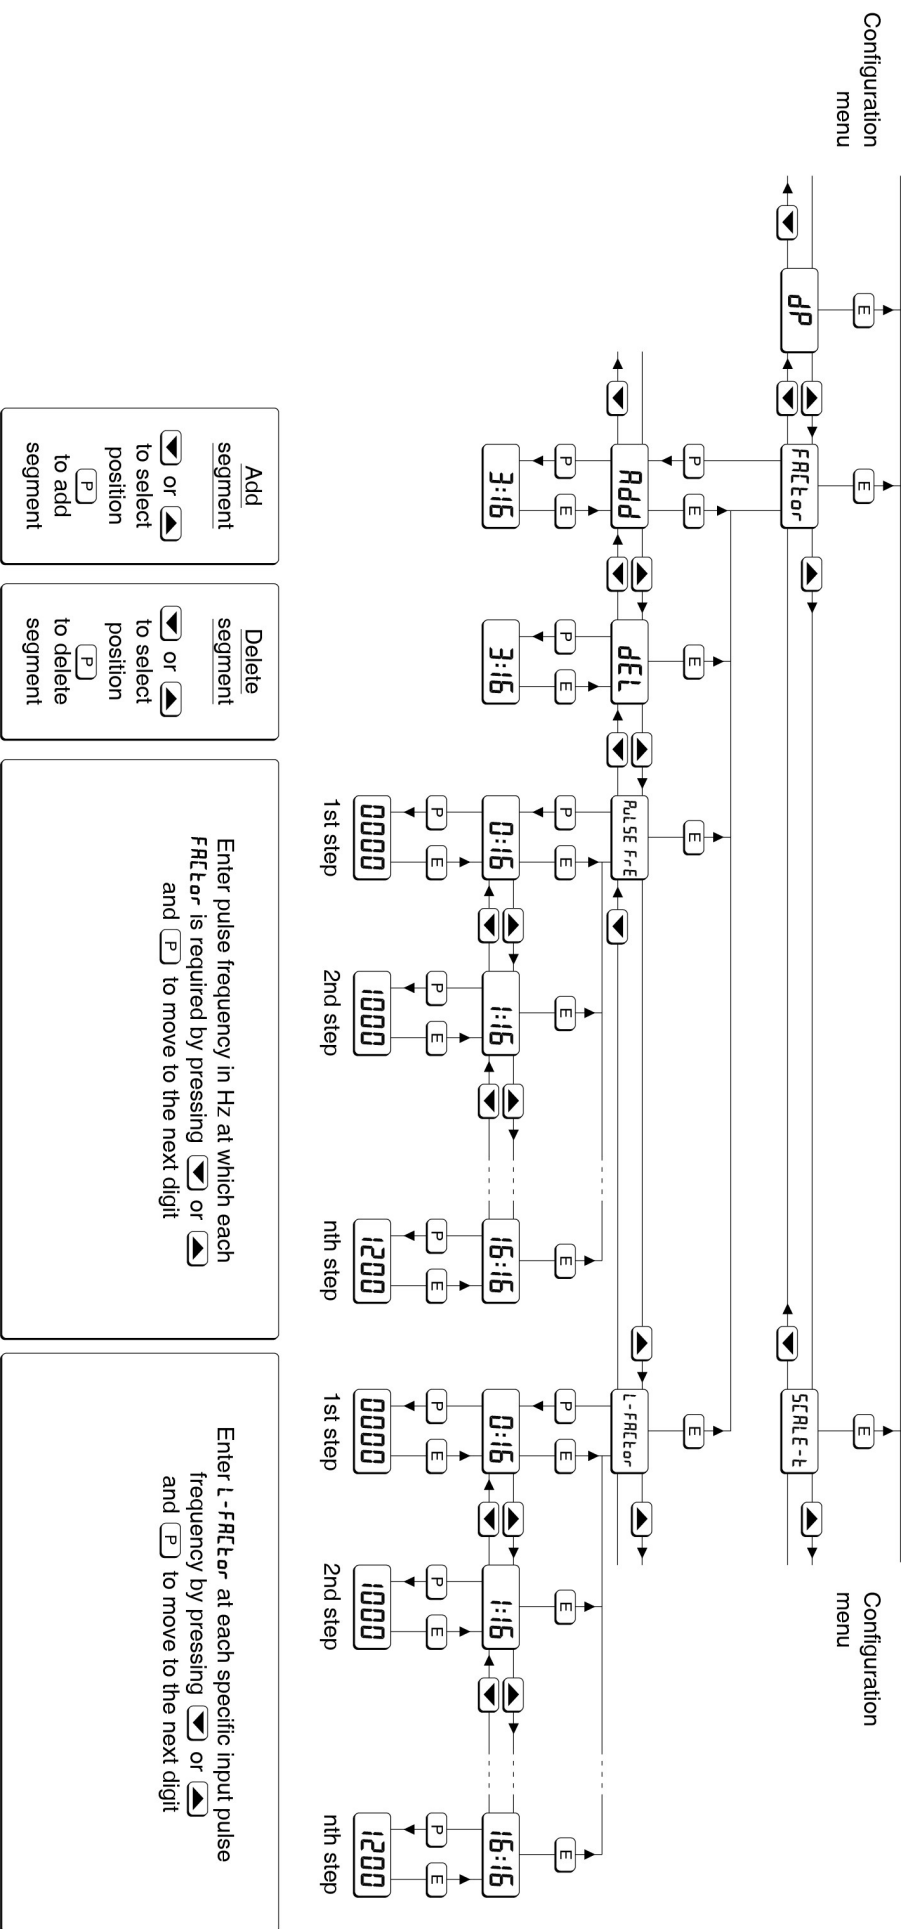 Configuration
menu
Configuration
menu
E
E
E
dP
FACtor
SCALE-t
P
E
E
E
E
Add
dEL
PuLSE FrE
L-FACtor
P
E
P
E
P
E
E
E
P
E
E
E
3:16
3:16
0:16
1:16
16:16
0:16
1:16
16:16
P
E
P
E
P
E
P
E
P
E
P
E
0000
1000
1200
0000
1000
1200
1st step
2nd step
nth step
1st step
2nd step
nth step
Add
segment
▼ or ▲
to select
position
P
to add
segment
Delete
segment
▼ or ▲
to select
position
P
to delete
segment
Enter pulse frequency in Hz at which each
FACtor is required by pressing ▼ or ▲
and P to move to the next digit
Enter L-FACtor at each specific input pulse
frequency by pressing ▼ or ▲
and P to move to the next digit